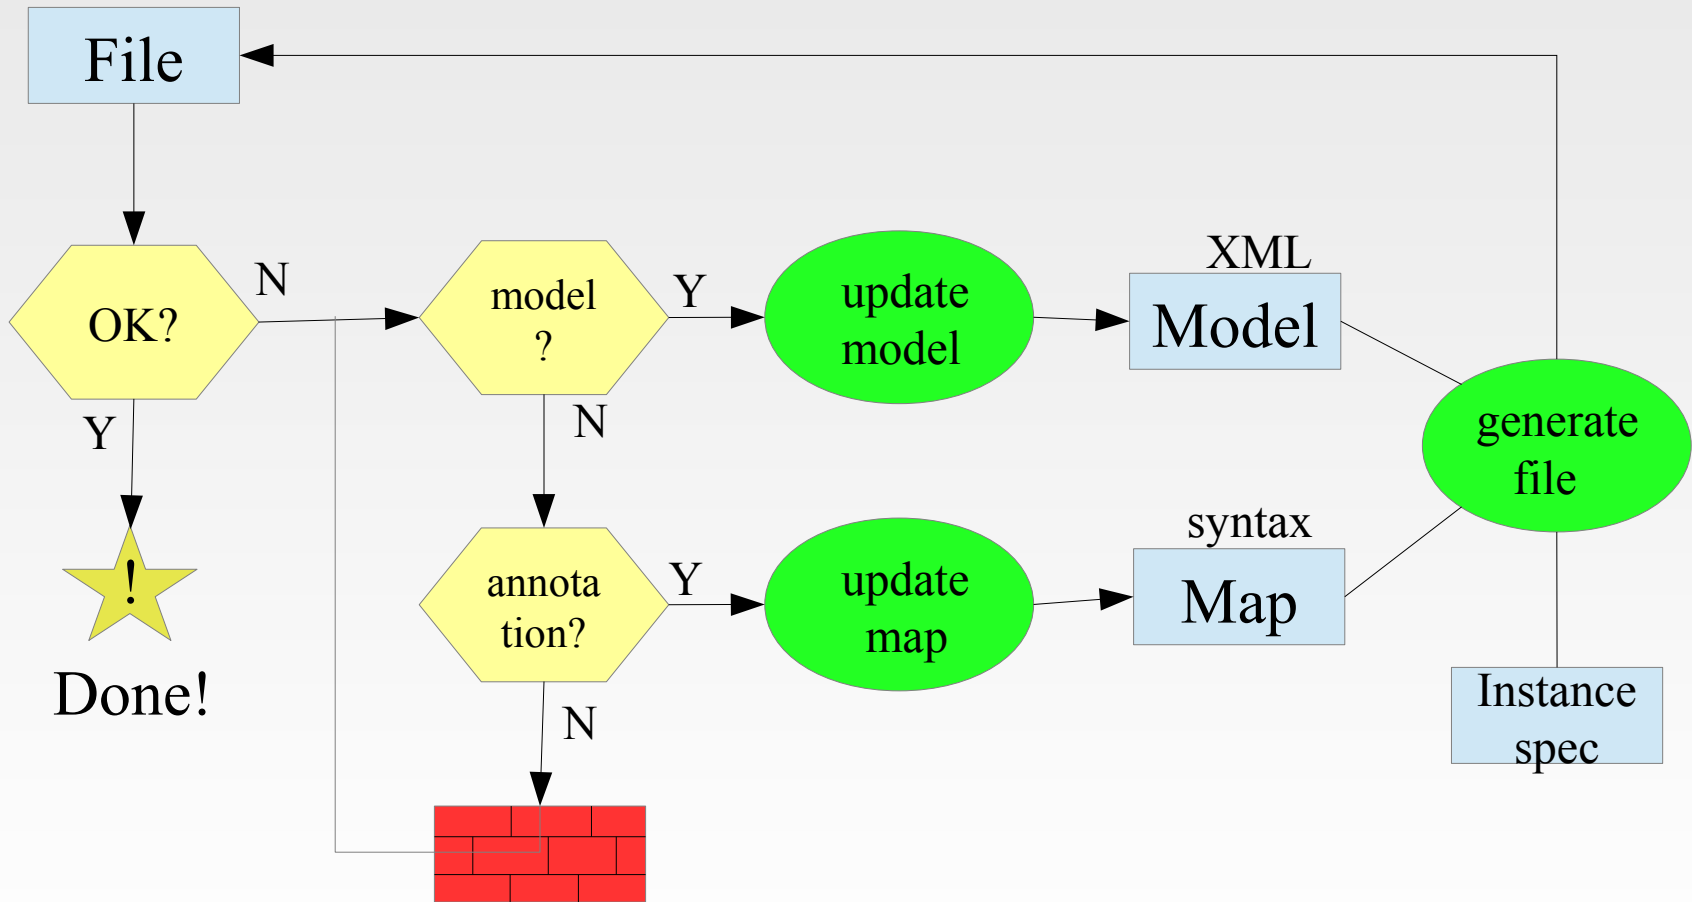 File
OK?
N
model
?
Y
update
model
XML
Model
generate
file
Y
N
!
Done!
annota
tion?
Y
update
map
syntax
Map
Instance
spec
N